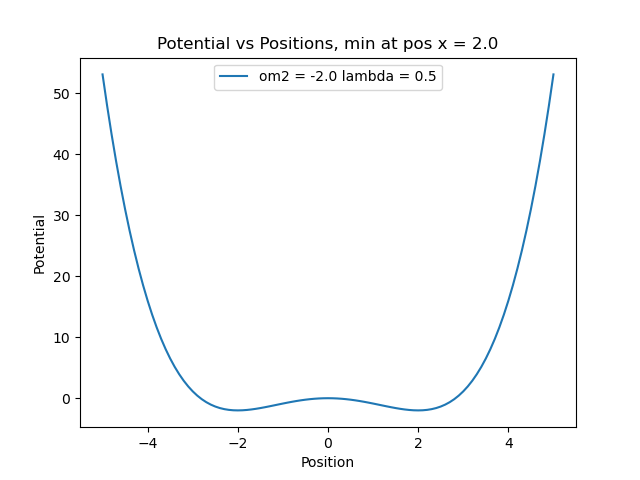 Potential vs Positions, min at pos x = 2.0
om2 = -2.0 lambda = 0.5
Potential
50
40
30
20
10
0
−4
−2
0
2
4
Position